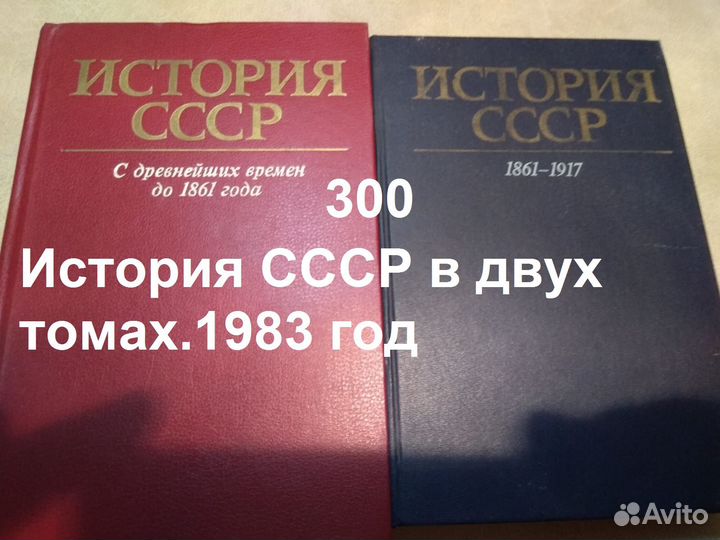 ИСТОРИЯ
СССР
С древнейших времен
до 1861 года
ИСТОРИЯ
СССР
1861–1917
300
История СССР в двух
томах.1983 год
Avito